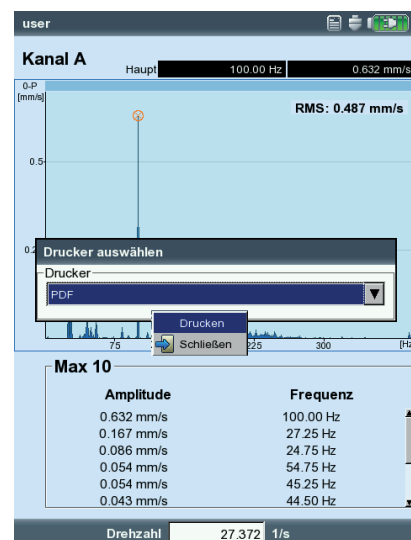 user
Kanal A
Haupt 100.00 Hz 0.632 mm/s
0-P
[mm/s]
RMS: 0.487 mm/s
0.5
Drucker auswählen
Drucker
PDF
Drucken
Schließen
75 225 300 [Hz
Max 10
Amplitude Frequenz
0.632 mm/s 100.00 Hz
0.167 mm/s 27.25 Hz
0.086 mm/s 24.75 Hz
0.054 mm/s 54.75 Hz
0.054 mm/s 45.25 Hz
0.043 mm/s 44.50 Hz
Drehzahl 27.372 1/s